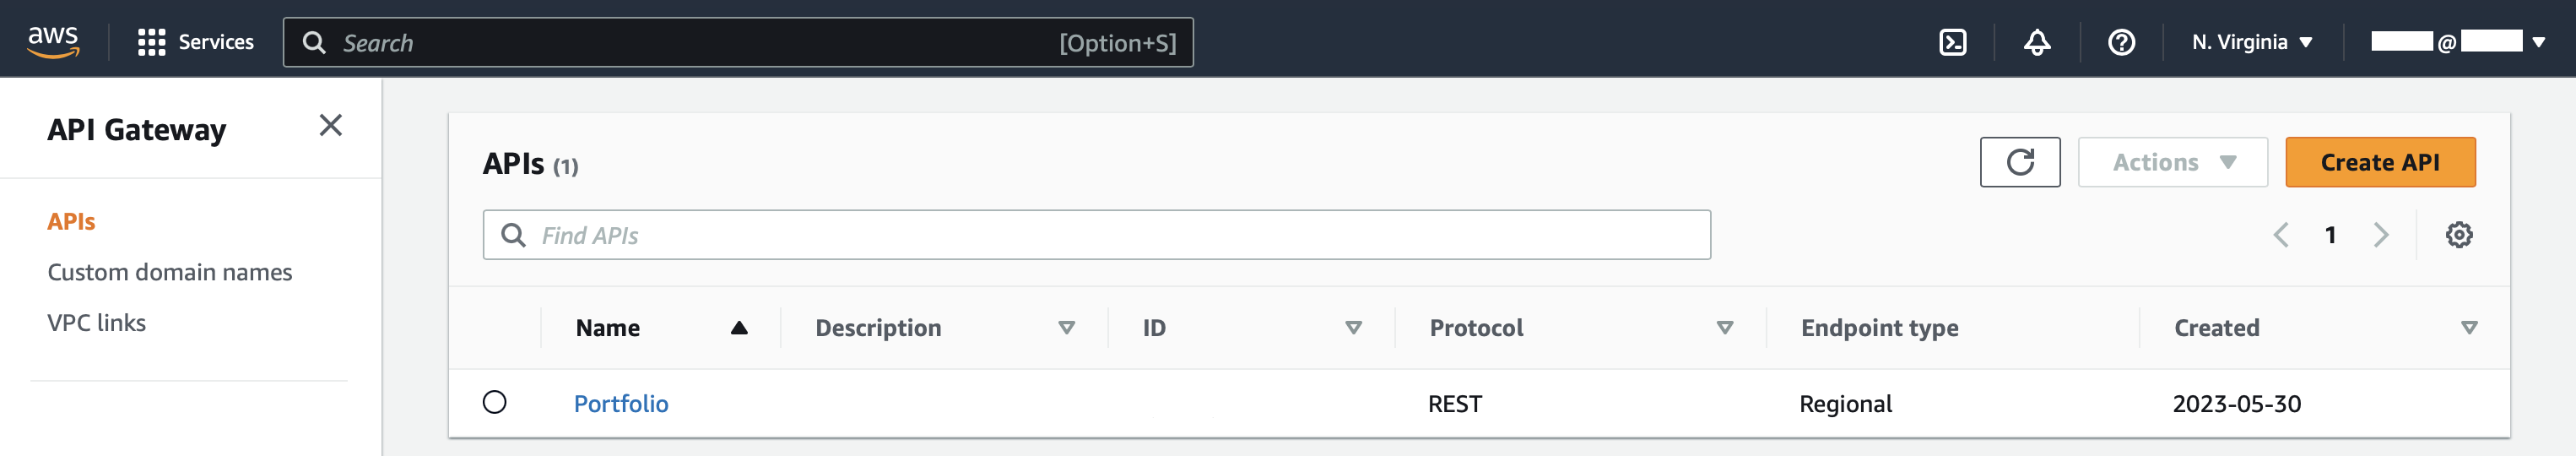 aws Services Search [Option+S] N. Virginia @
API Gateway
APIs
Custom domain names
VPC links
APIs (1) Actions Create API
Find APIs 1
Name Description ID Protocol Endpoint type Created
Portfolio REST Regional 2023-05-30